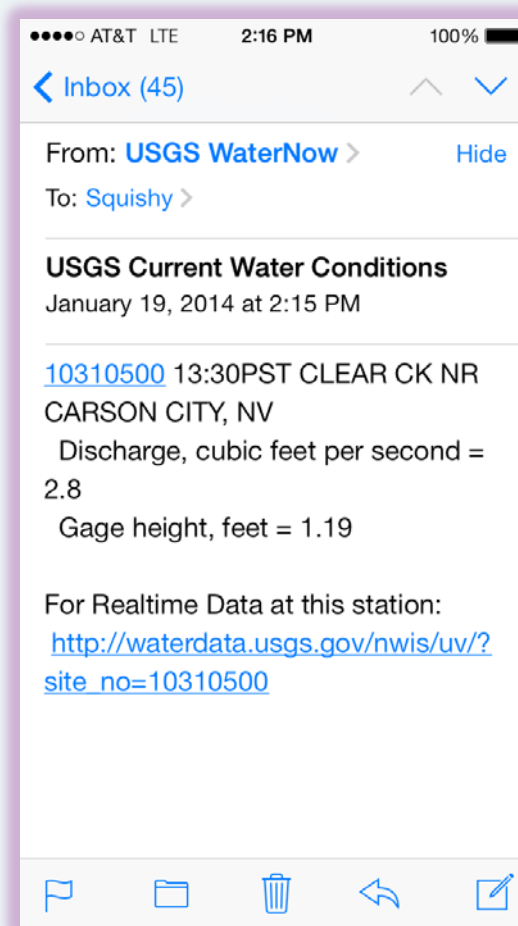 AT&T LTE 2:16 PM 100%
Inbox (45)
From: USGS WaterNow Hide
To: Squishy
USGS Current Water Conditions
January 19, 2014 at 2:15 PM
10310500 13:30PST CLEAR CK NR
CARSON CITY, NV
Discharge, cubic feet per second =
2.8
Gage height, feet = 1.19
For Realtime Data at this station:
http://waterdata.usgs.gov/nwis/uv/?
site_no=10310500